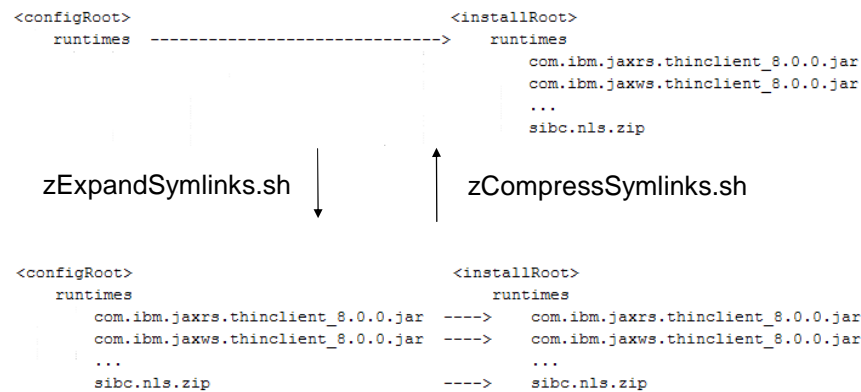 <configRoot> <installRoot>
runtimes -----------------------------> runtimes
com.ibm.jaxrs.thinclient_8.0.0.jar
com.ibm.jaxws.thinclient_8.0.0.jar
...
sibc.nls.zip
zExpandSymlinks.sh zCompressSymlinks.sh
<configRoot> <installRoot>
runtimes runtimes
com.ibm.jaxrs.thinclient_8.0.0.jar ----> com.ibm.jaxrs.thinclient_8.0.0.jar
com.ibm.jaxws.thinclient_8.0.0.jar ----> com.ibm.jaxws.thinclient_8.0.0.jar
... ...
sibc.nls.zip ----> sibc.nls.zip